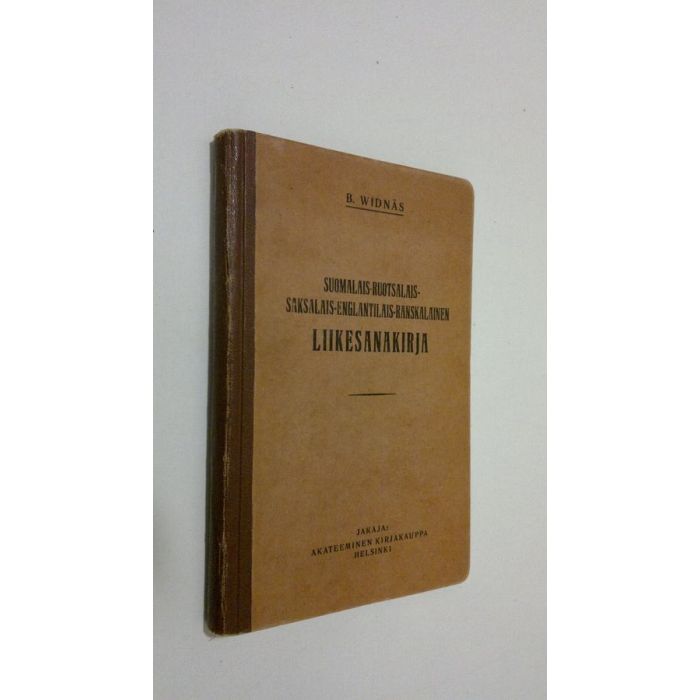 B. WIDNÄS
SUOMALAIS-RUOTSALAIS-
SAKSALAIS-ENGLANTILAIS-RANSKALAINEN
LIIKESANAKIRJA
JAKAJA:
AKATEEMINEN KIRJAKAUPPA
HELSINKI